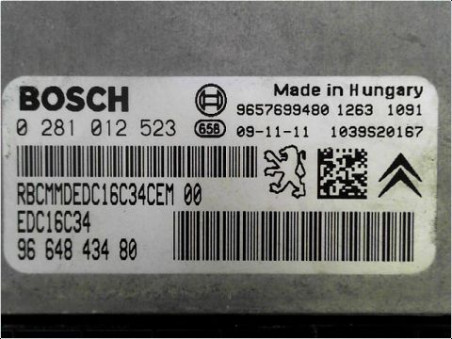 BOSCH
Made in Hungary
9657699480 1263 1091
0 281 012 523 658 09-11-11 1039S20167
RBCMMDEDC16C34CEM 00
EDC16C34
96 648 434 80